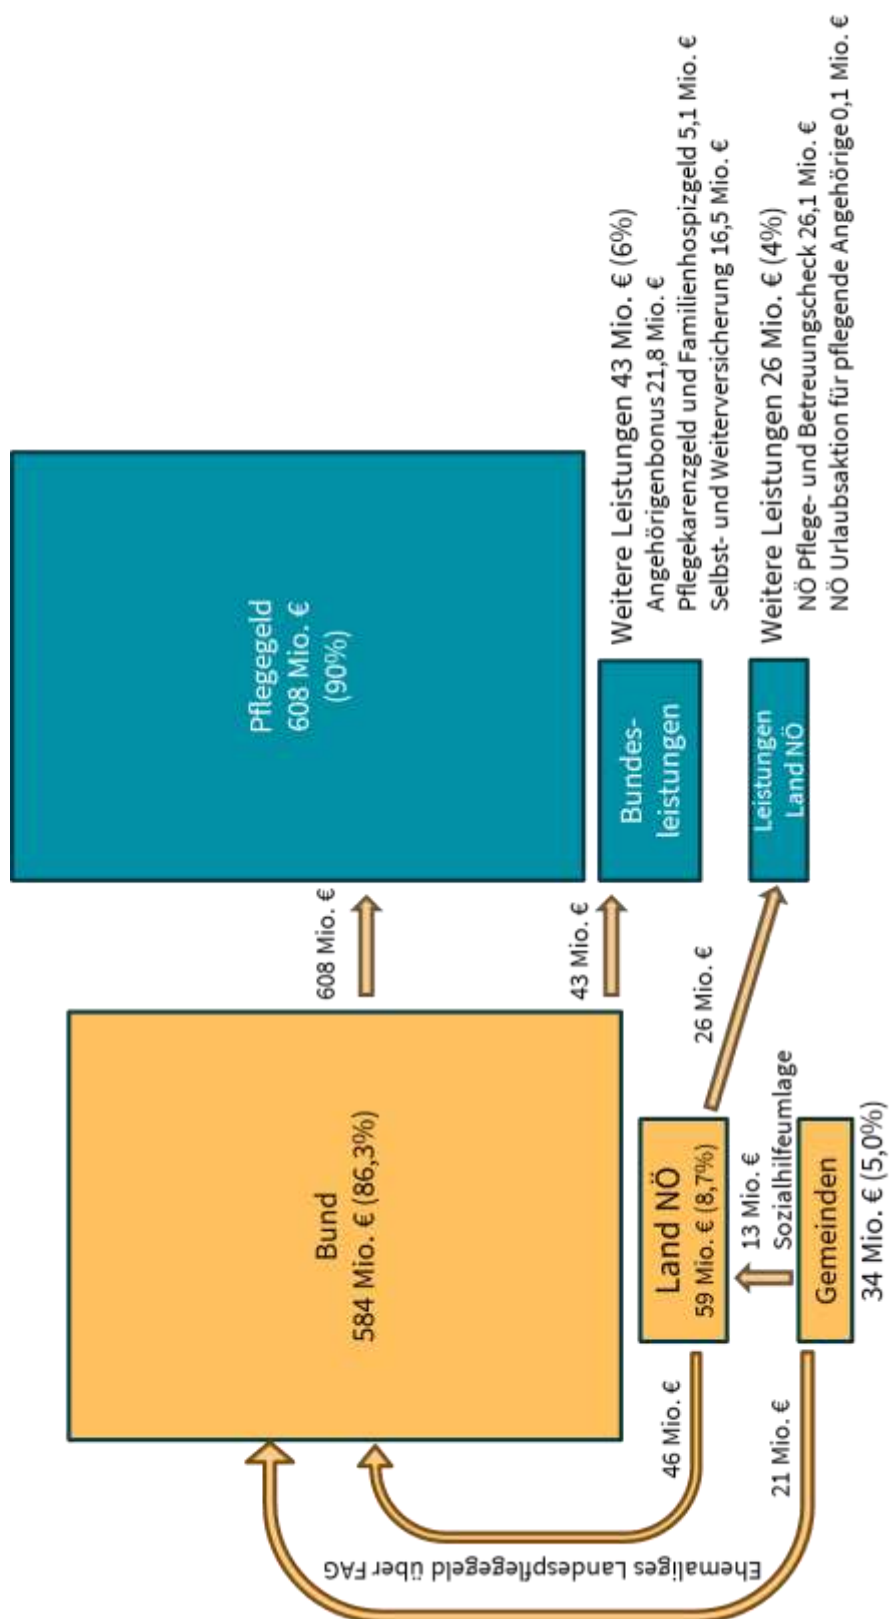 Ehemaliges Landespflegegeld über FAG
Bund
584 Mio. € (86,3%)
46 Mio. €
Land NÖ
59 Mio. € (8,7%)
21 Mio. €
13 Mio. €
Sozialhilfeumlage
Gemeinden
34 Mio. € (5,0%)
608 Mio. €
43 Mio. €
26 Mio. €
Pflegegeld
608 Mio. €
(90%)
Bundes-
leistungen
Weitere Leistungen 43 Mio. € (6%)
Angehörigenbonus 21,8 Mio. €
Pflegekarenzgeld und Familienhospizgeld 5,1 Mio. €
Selbst- und Weiterversicherung 16,5 Mio. €
Leistungen
Land NÖ
Weitere Leistungen 26 Mio. € (4%)
NÖ Pflege- und Betreuungscheck 26,1 Mio. €
NÖ Urlaubsaktion für pflegende Angehörige 0,1 Mio. €